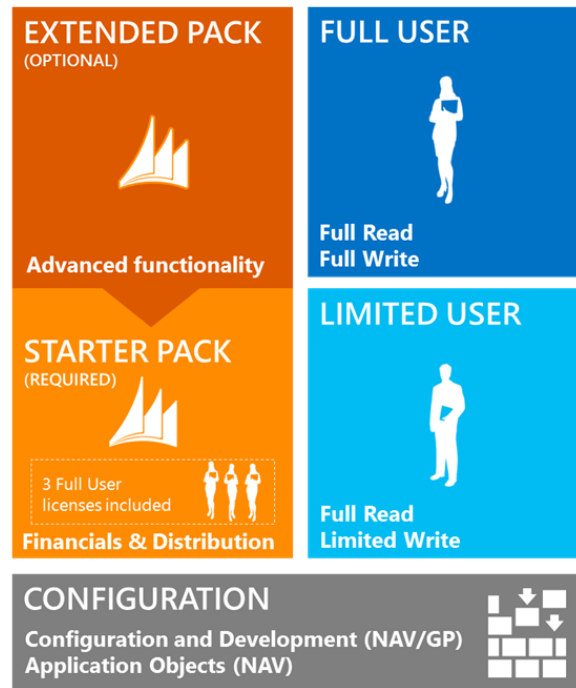 EXTENDED PACK
(OPTIONAL)
Advanced functionality
STARTER PACK
(REQUIRED)
3 Full User
licenses included
Financials & Distribution
FULL USER
Full Read
Full Write
LIMITED USER
Full Read
Limited Write
CONFIGURATION
Configuration and Development (NAV/GP)
Application Objects (NAV)